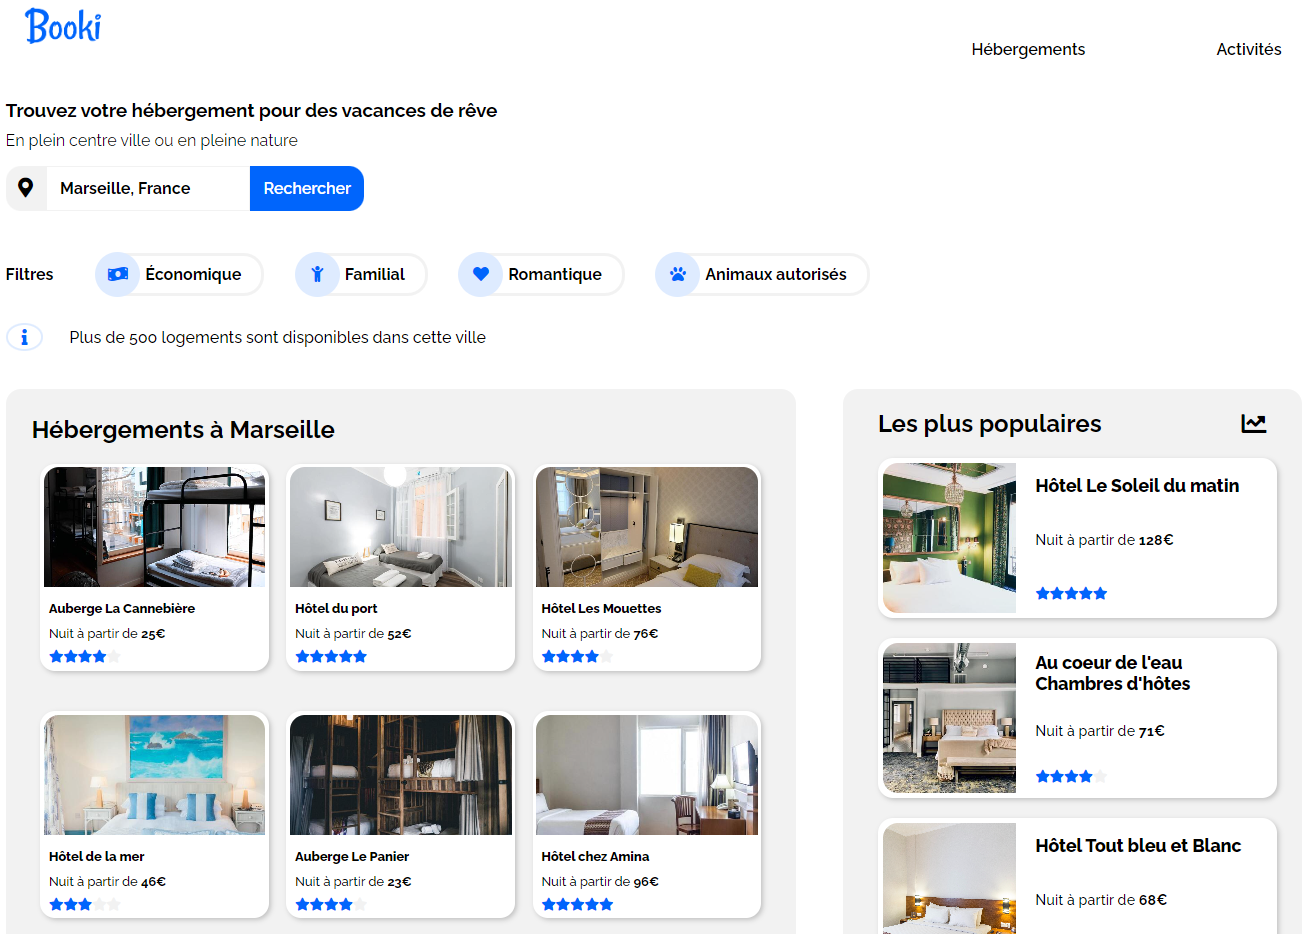 Booki
Hébergements
Activités
Trouvez votre hébergement pour des vacances de rêve
En plein centre ville ou en pleine nature
Marseille, France
Rechercher
Filtres
Économique
Familial
Romantique
Animaux autorisés
Plus de 500 logements sont disponibles dans cette ville
Hébergements à Marseille
Auberge La Cannebière
Nuit à partir de 25€
Hôtel du port
Nuit à partir de 52€
Hôtel Les Mouettes
Nuit à partir de 76€
Hôtel de la mer
Nuit à partir de 46€
Auberge Le Panier
Nuit à partir de 23€
Hôtel chez Amina
Nuit à partir de 96€
Les plus populaires
Hôtel Le Soleil du matin
Nuit à partir de 128€
Au coeur de l'eau
Chambres d'hôtes
Nuit à partir de 71€
Hôtel Tout bleu et Blanc
Nuit à partir de 68€